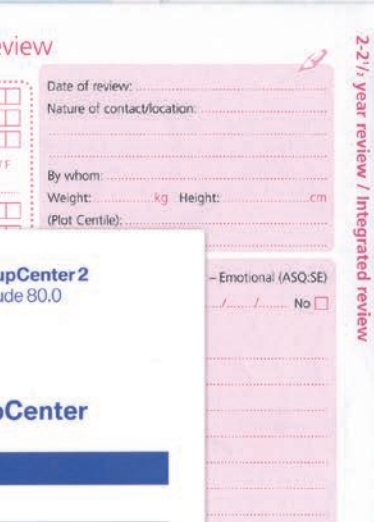 eview
Date of review:
Nature of contact/location:
By whom:
Weight: kg Height: cm
(Plot Centile):
upCenter 2
ude 80.0
– Emotional (ASQ:SE)
/ / No
pCenter
2-2½ year review / Integrated review